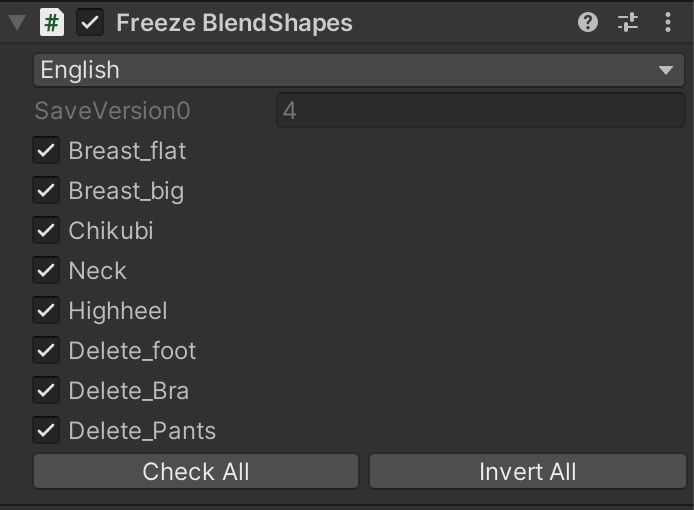 Freeze BlendShapes
English
SaveVersion0 4
Breast_flat
Breast_big
Chikubi
Neck
Highheel
Delete_foot
Delete_Bra
Delete_Pants
Check All Invert All